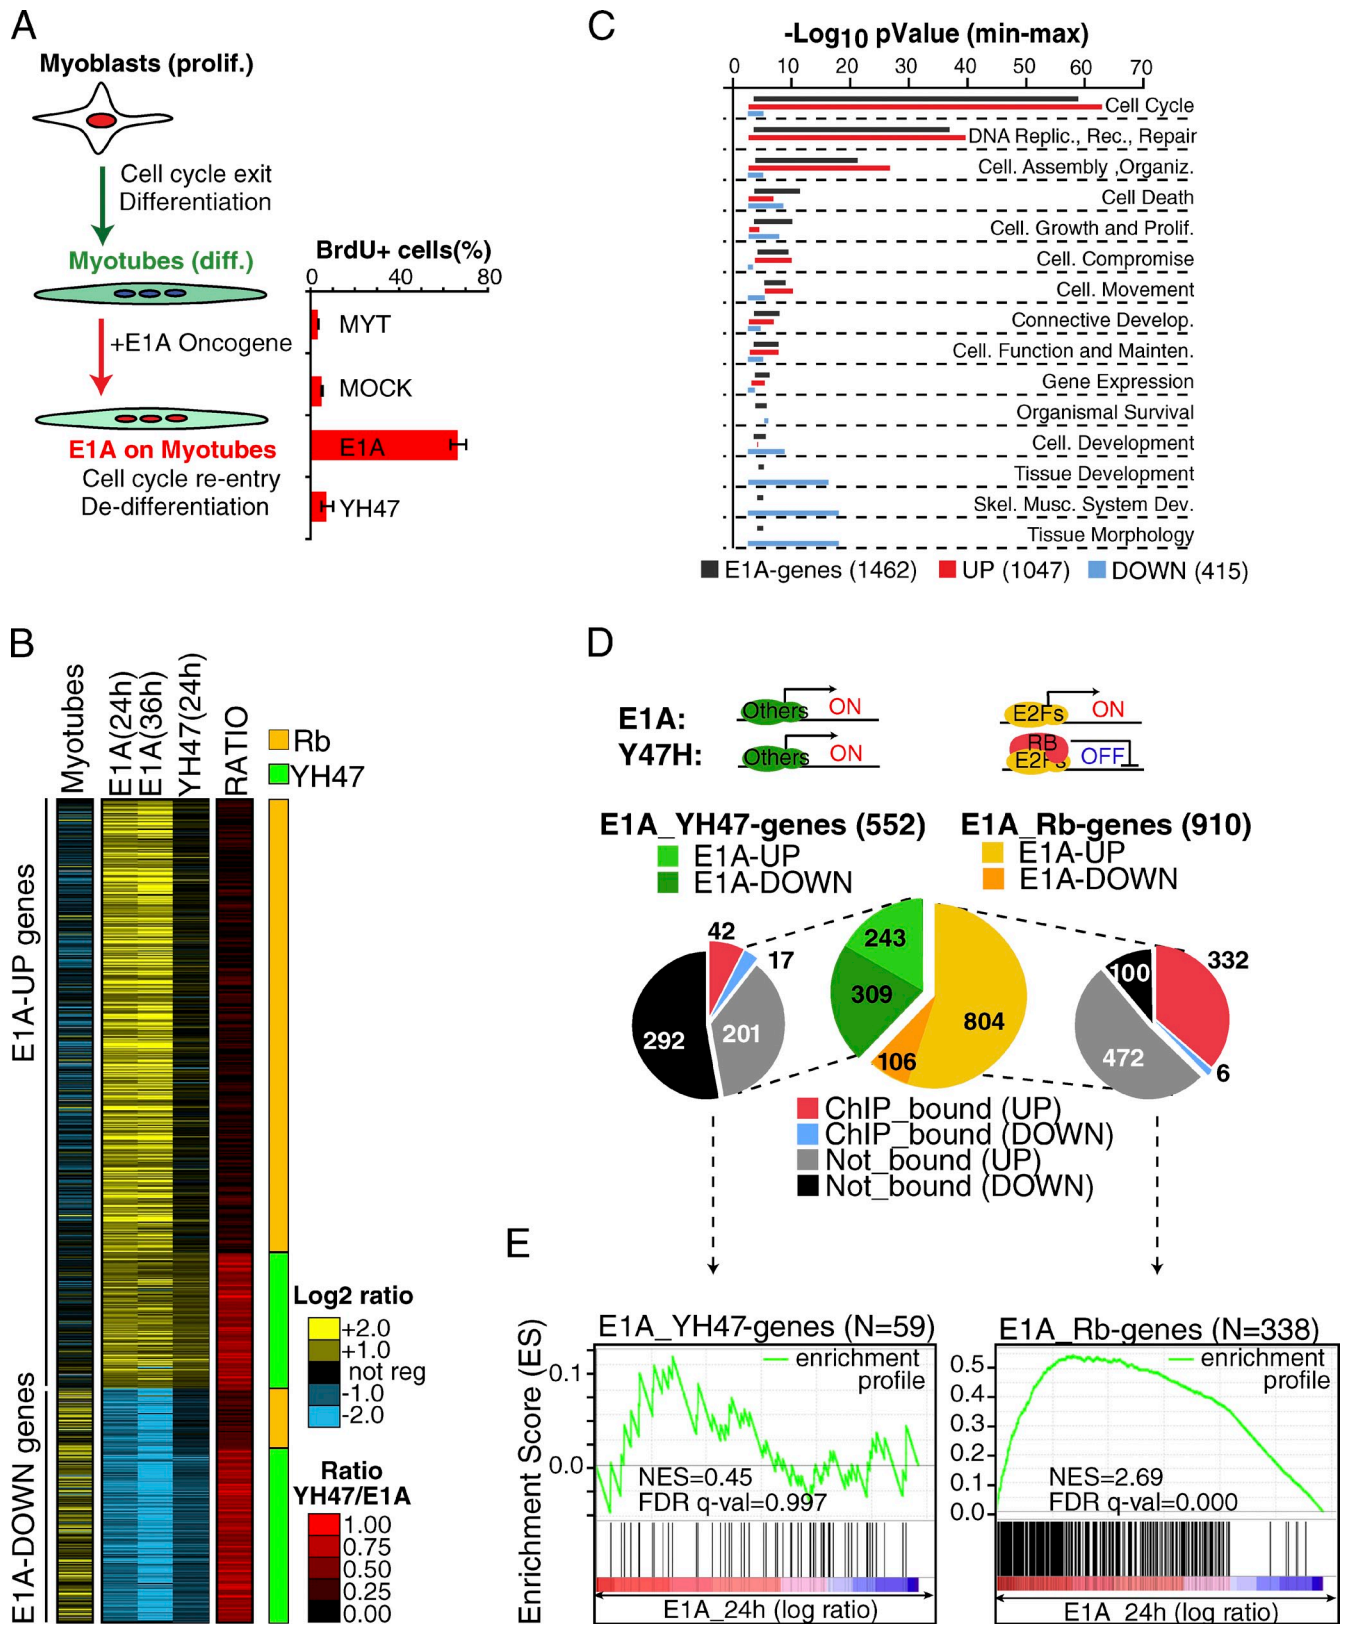 A
Myoblasts (prolif.)
Cell cycle exit
Differentiation
Myotubes (diff.)
+E1A Oncogene
E1A on Myotubes
Cell cycle re-entry
De-differentiation
BrdU+ cells(%)
0 40 80
MYT
MOCK
E1A
YH47
C
-Log10 pValue (min-max)
0 10 20 30 40 50 60 70
Cell Cycle
DNA Replic., Rec., Repair
Cell. Assembly ,Organiz.
Cell Death
Cell. Growth and Prolif.
Cell. Compromise
Cell. Movement
Connective Develop.
Cell. Function and Mainten.
Gene Expression
Organismal Survival
Cell. Development
Tissue Development
Skel. Musc. System Dev.
Tissue Morphology
E1A-genes (1462) UP (1047) DOWN (415)
B
Myotubes
E1A(24h)
E1A(36h)
YH47(24h)
RATIO
Rb
YH47
E1A-UP genes
E1A-DOWN genes
Log2 ratio
+2.0
+1.0
not reg
-1.0
-2.0
Ratio
YH47/E1A
1.00
0.75
0.50
0.25
0.00
D
E1A: Others ON E2Fs ON
Y47H: Others ON RB E2Fs OFF
E1A_YH47-genes (552) E1A_Rb-genes (910)
E1A-UP E1A-UP
E1A-DOWN E1A-DOWN
42
17
292
201
243
309
804
106
100
332
472
6
ChIP_bound (UP)
ChIP_bound (DOWN)
Not_bound (UP)
Not_bound (DOWN)
E
Enrichment Score (ES)
E1A_YH47-genes (N=59)
0.1
0.0
enrichment
profile
NES=0.45
FDR q-val=0.997
E1A_24h (log ratio)
E1A_Rb-genes (N=338)
0.5
0.4
0.3
0.2
0.1
0.0
enrichment
profile
NES=2.69
FDR q-val=0.000
E1A_24h (log ratio)